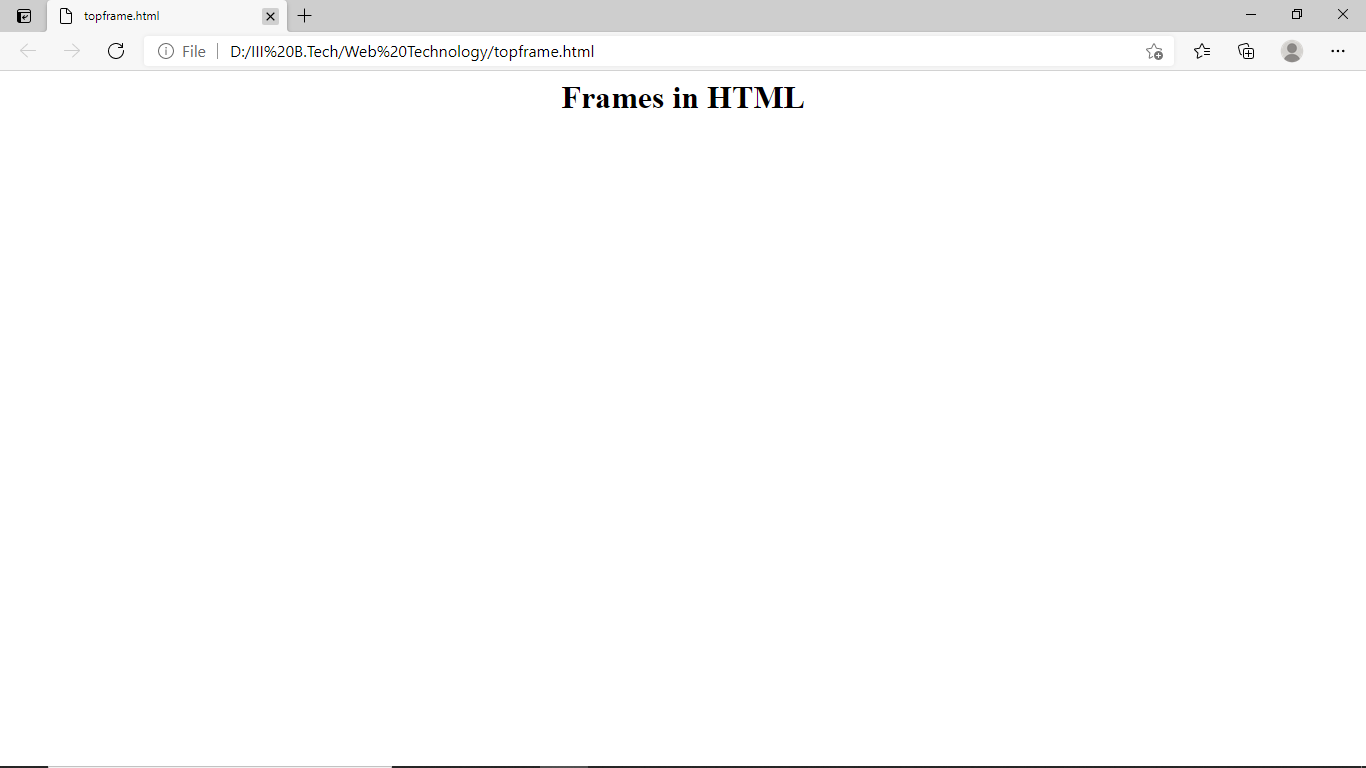 topframe.html
File
D:/III%20B.Tech/Web%20Technology/topframe.html
Frames in HTML